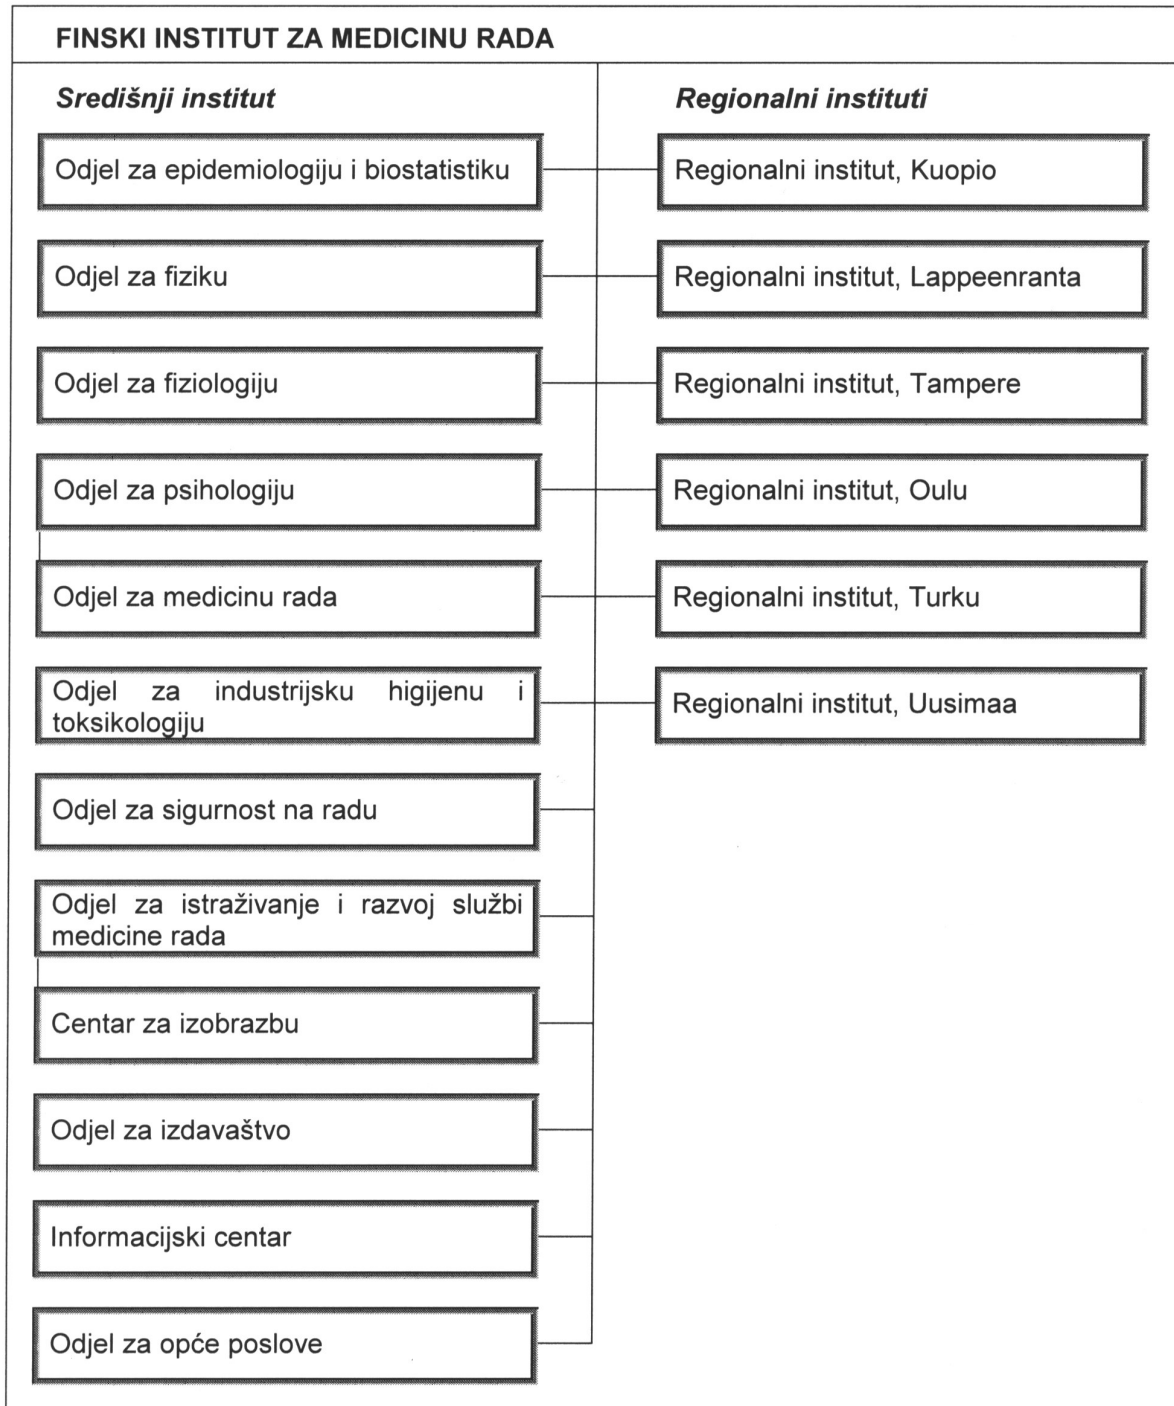 FINSKI INSTITUT ZA MEDICINU RADA
Središnji institut
Odjel za epidemiologiju i biostatistiku
Odjel za fiziku
Odjel za fiziologiju
Odjel za psihologiju
Odjel za medicinu rada
Odjel za industrijsku higijenu i
toksikologiju
Odjel za sigurnost na radu
Odjel za istraživanje i razvoj službi
medicine rada
Centar za izobrazbu
Odjel za izdavaštvo
Informacijski centar
Odjel za opće poslove
Regionalni instituti
Regionalni institut, Kuopio
Regionalni institut, Lappeenranta
Regionalni institut, Tampere
Regionalni institut, Oulu
Regionalni institut, Turku
Regionalni institut, Uusimaa